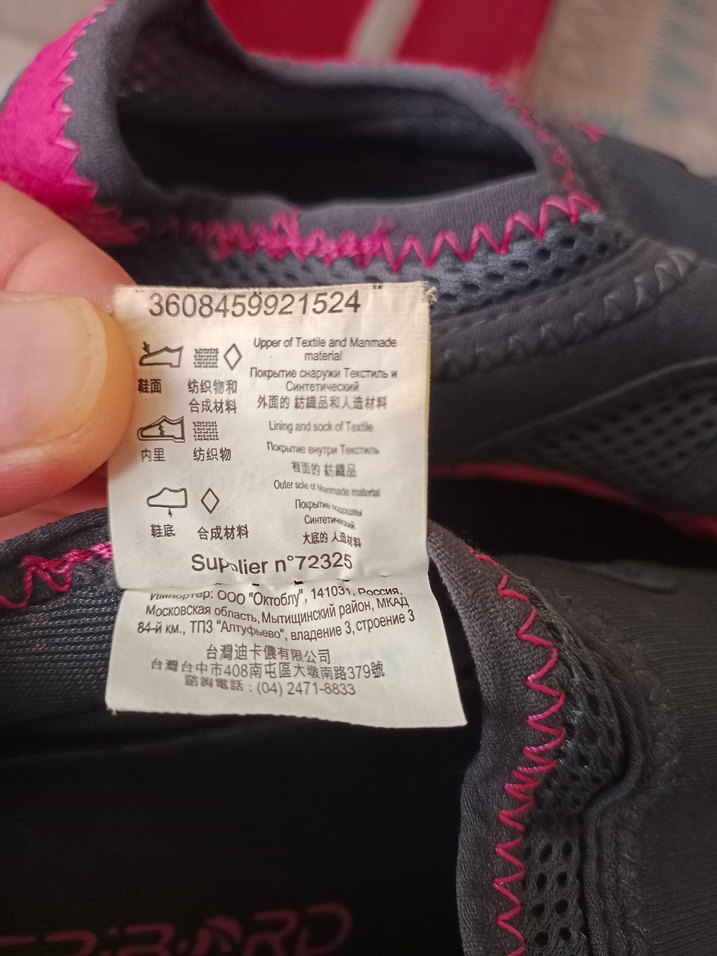 3608459921524
Upper of Textile and Manmade
material
Покрытие снаружи Текстиль и
Синтетический
外面的 紡織品和人造材料
鞋面 纺织物和
合成材料
Lining and sock of Textile
Покрытие внутри Текстиль
裡面的 紡織品
内里 纺织物
Outer sole of Manmade material
Покрытие подошвы
Синтетический
大底的 人造材料
鞋底 合成材料
Supplier n°72325
Импортер: ООО "Октоблу", 141031, Россия,
Московская область, Мытищинский район, МКАД
84-й км., ТПЗ "Алтуфьево", владение 3, строение 3
台灣迪卡儂有限公司
台灣台中市408南屯區大墩南路379號
諮詢電話：(04) 2471-8833